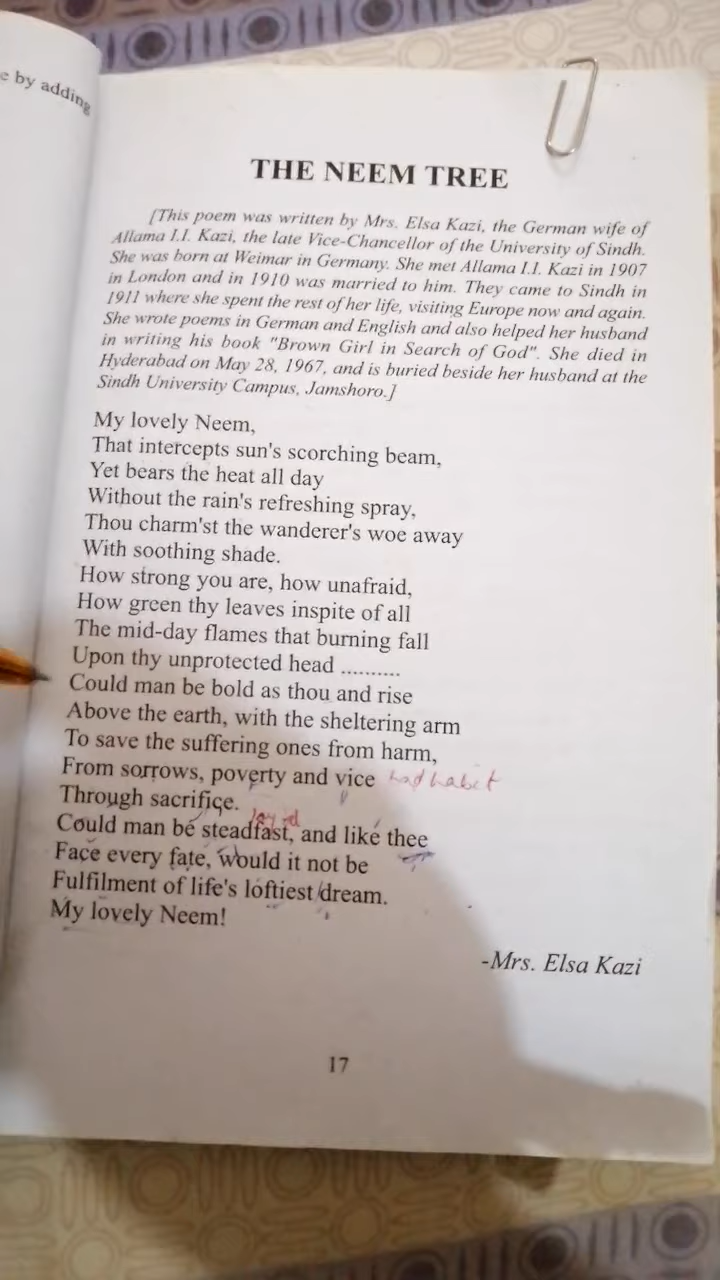 e by adding
THE NEEM TREE
[This poem was written by Mrs. Elsa Kazi, the German wife of
Allama I.I. Kazi, the late Vice-Chancellor of the University of Sindh.
She was born at Weimar in Germany. She met Allama I.I. Kazi in 1907
in London and in 1910 was married to him. They came to Sindh in
1911 where she spent the rest of her life, visiting Europe now and again.
She wrote poems in German and English and also helped her husband
in writing his book "Brown Girl in Search of God". She died in
Hyderabad on May 28, 1967, and is buried beside her husband at the
Sindh University Campus, Jamshoro.]
My lovely Neem,
That intercepts sun's scorching beam,
Yet bears the heat all day
Without the rain's refreshing spray,
Thou charm'st the wanderer's woe away
With soothing shade.
How strong you are, how unafraid,
How green thy leaves inspite of all
The mid-day flames that burning fall
Upon thy unprotected head ..........
Could man be bold as thou and rise
Above the earth, with the sheltering arm
To save the suffering ones from harm,
From sorrows, poverty and vice bad habit
Through sacrifice.
Could man be steadfast, and like thee
Face every fate, would it not be
Fulfilment of life's loftiest dream.
My lovely Neem!
-Mrs. Elsa Kazi
17